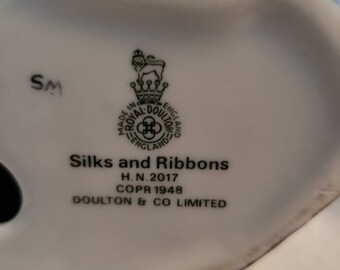 SM
MADE IN ENGLAND
ROYAL DOULTON
ENGLAND
Silks and Ribbons
H.N. 2017
COPR 1948
DOULTON & CO LIMITED